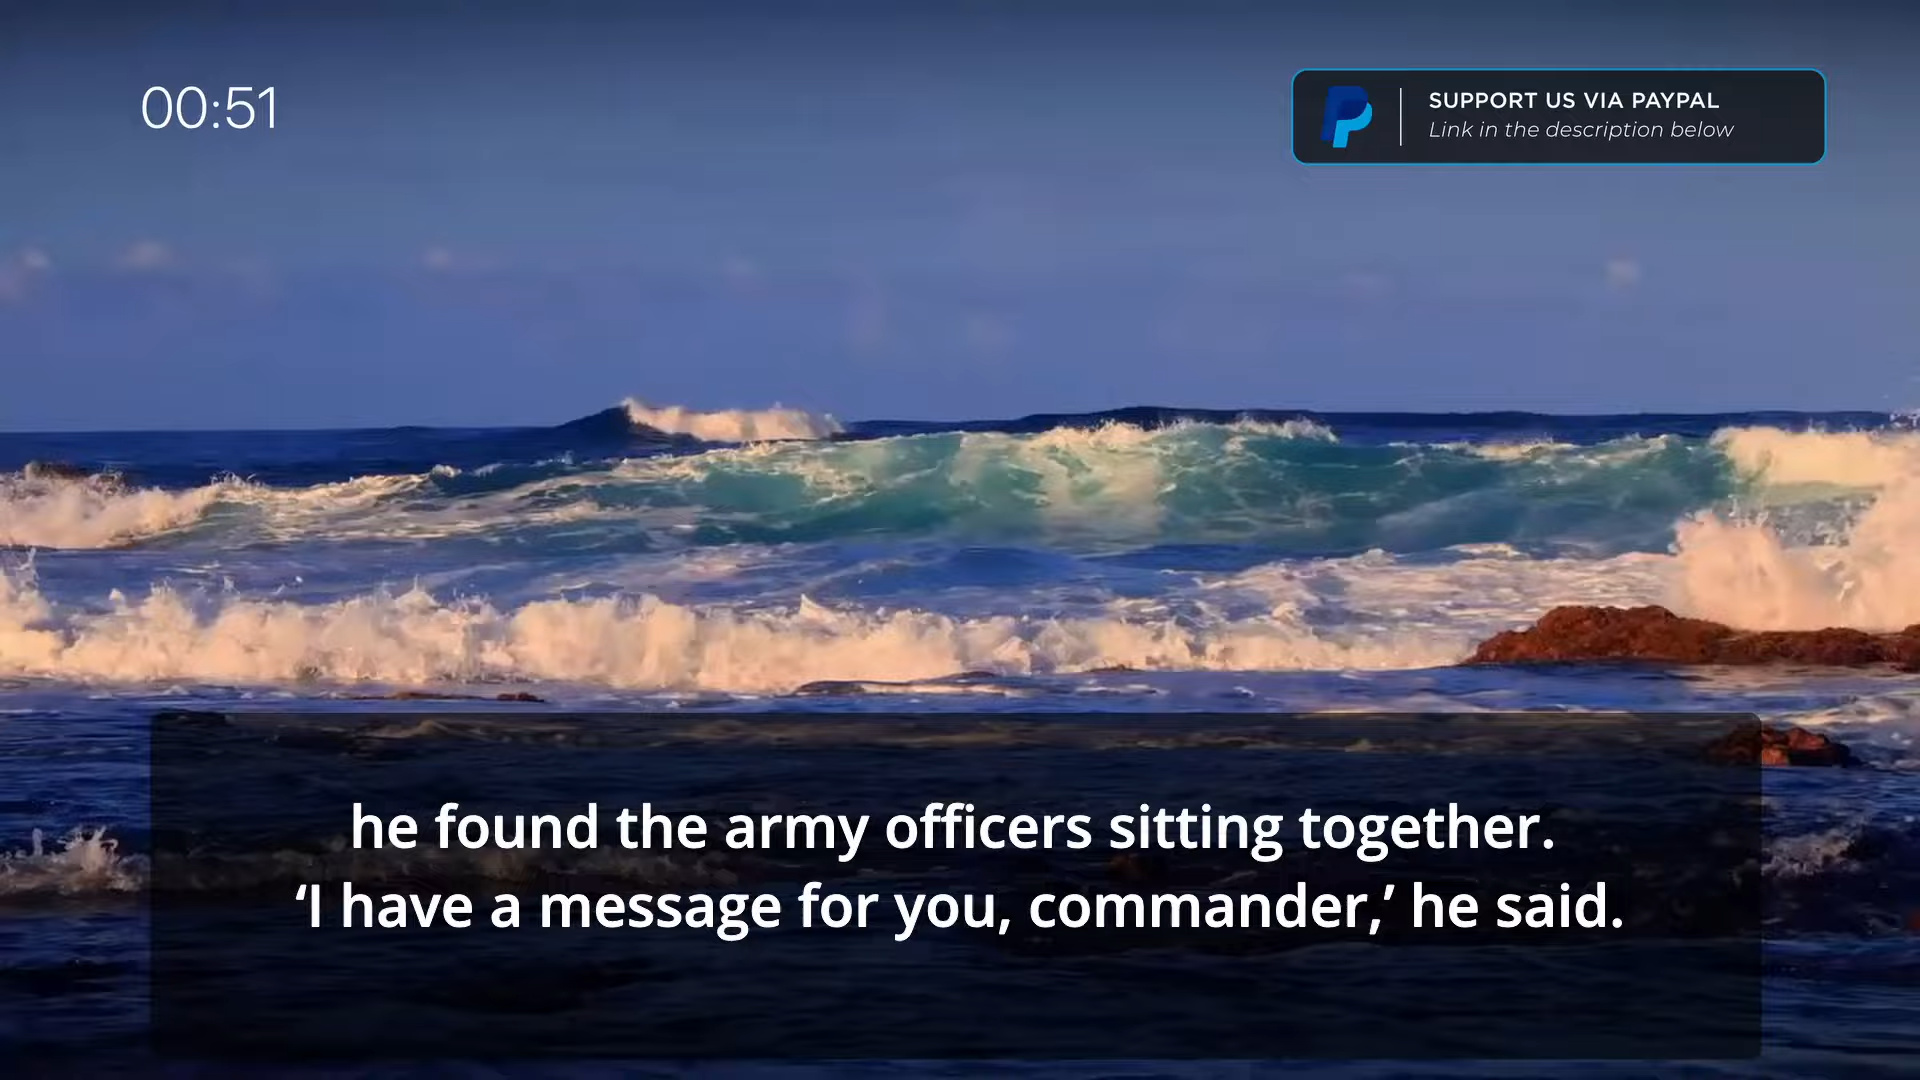 00:51
SUPPORT US VIA PAYPAL
Link in the description below
he found the army officers sitting together.
‘I have a message for you, commander,’ he said.